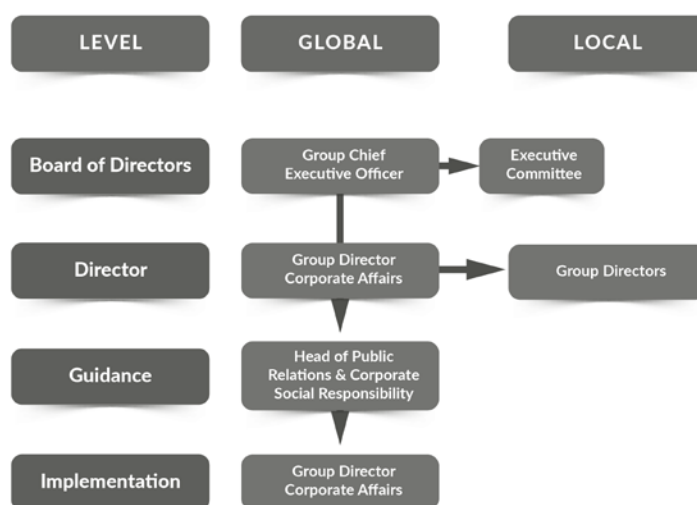 LEVEL
GLOBAL
LOCAL
Board of Directors
Group Chief
Executive Officer
Executive
Committee
Director
Group Director
Corporate Affairs
Group Directors
Guidance
Head of Public
Relations & Corporate
Social Responsibility
Implementation
Group Director
Corporate Affairs